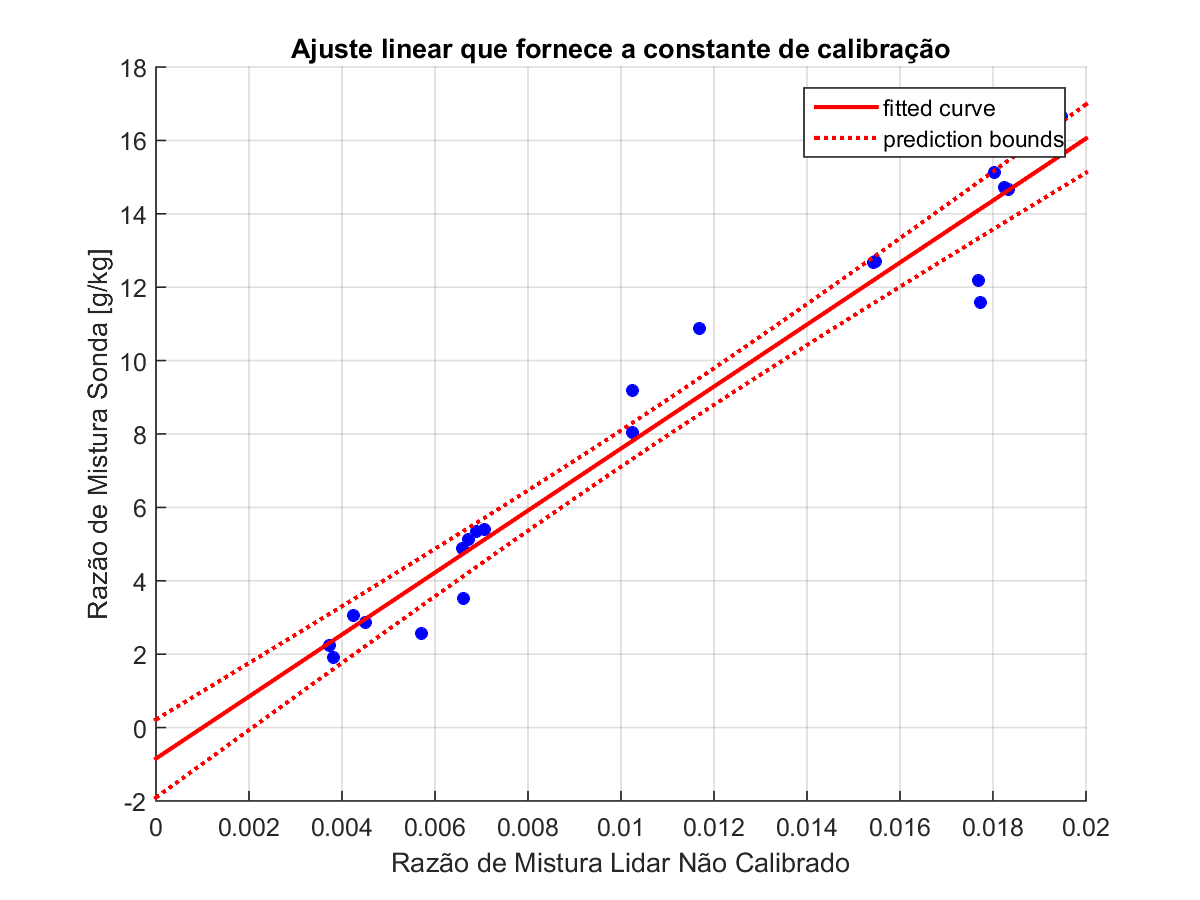 Ajuste linear que fornece a constante de calibração
fitted curve
prediction bounds
18
16
14
12
10
8
6
4
2
0
-2
Razão de Mistura Sonda [g/kg]
0 0.002 0.004 0.006 0.008 0.01 0.012 0.014 0.016 0.018 0.02
Razão de Mistura Lidar Não Calibrado